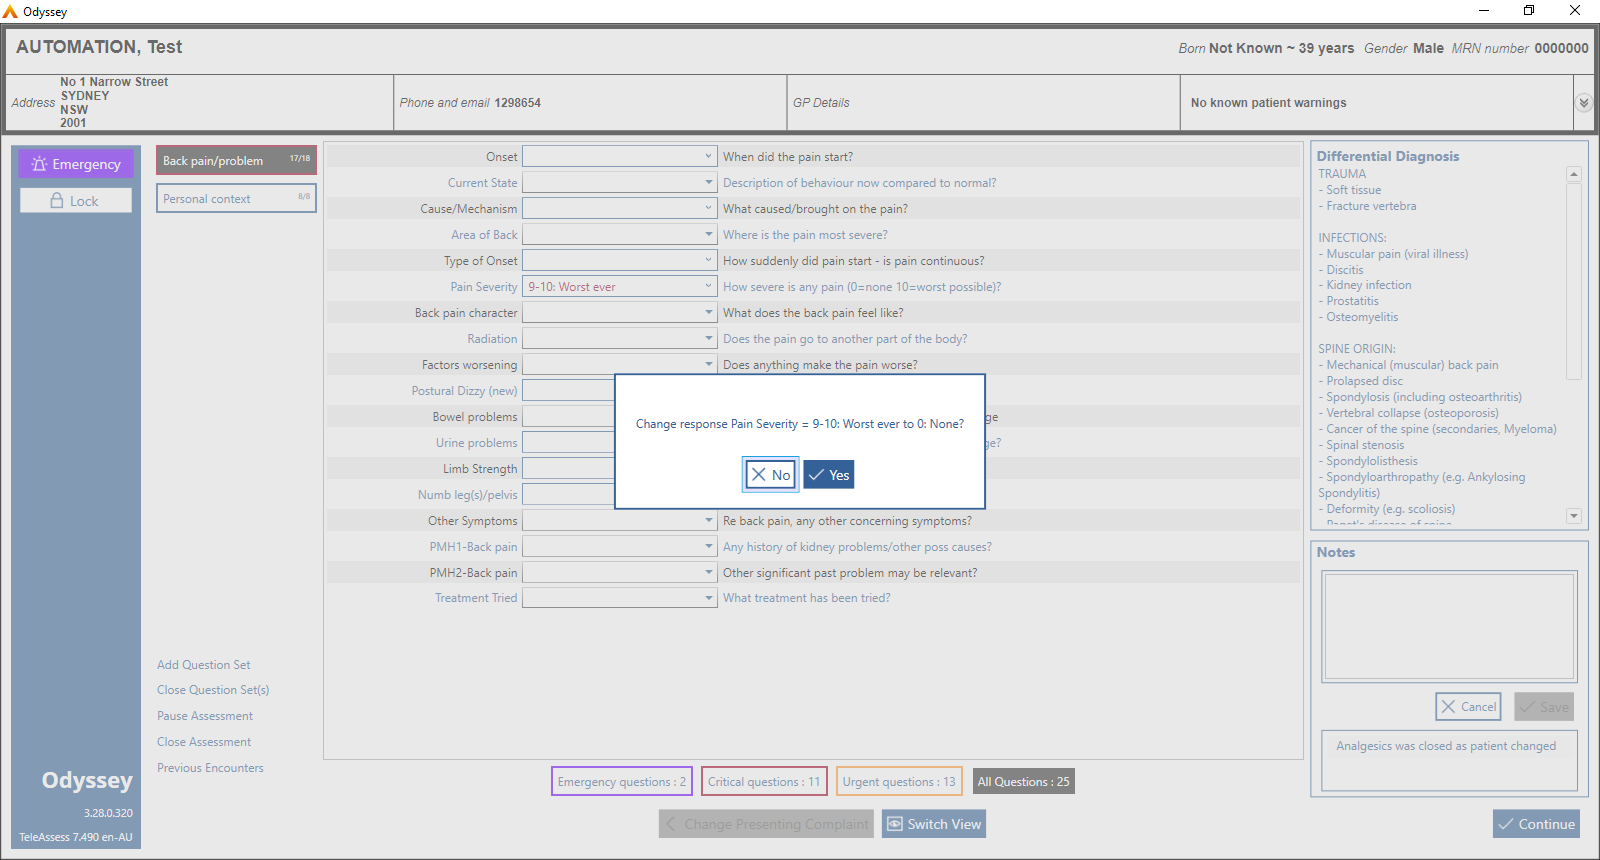 Odyssey
AUTOMATION, Test
Born Not Known ~ 39 years Gender Male MRN number 0000000
Address
No 1 Narrow Street
SYDNEY
NSW
2001
Phone and email 1298654
GP Details
No known patient warnings
Emergency
Lock
Back pain/problem 17/18
Personal context 8/8
Onset When did the pain start?
Current State Description of behaviour now compared to normal?
Cause/Mechanism What caused/brought on the pain?
Area of Back Where is the pain most severe?
Type of Onset How suddenly did pain start - is pain continuous?
Pain Severity 9-10: Worst ever How severe is any pain (0=none 10=worst possible)?
Back pain character What does the back pain feel like?
Radiation Does the pain go to another part of the body?
Factors worsening Does anything make the pain worse?
Postural Dizzy (new)
Bowel problems ge
Urine problems ge?
Limb Strength
Numb leg(s)/pelvis
Other Symptoms Re back pain, any other concerning symptoms?
PMH1-Back pain Any history of kidney problems/other poss causes?
PMH2-Back pain Other significant past problem may be relevant?
Treatment Tried What treatment has been tried?
Change response Pain Severity = 9-10: Worst ever to 0: None?
No Yes
Differential Diagnosis
TRAUMA
- Soft tissue
- Fracture vertebra
INFECTIONS:
- Muscular pain (viral illness)
- Discitis
- Kidney infection
- Prostatitis
- Osteomyelitis
SPINE ORIGIN:
- Mechanical (muscular) back pain
- Prolapsed disc
- Spondylosis (including osteoarthritis)
- Vertebral collapse (osteoporosis)
- Cancer of the spine (secondaries, Myeloma)
- Spinal stenosis
- Spondylolisthesis
- Spondyloarthropathy (e.g. Ankylosing
Spondylitis)
- Deformity (e.g. scoliosis)
- Paget's disease of spine
Notes
Cancel Save
Analgesics was closed as patient changed
Add Question Set
Close Question Set(s)
Pause Assessment
Close Assessment
Previous Encounters
Odyssey
3.28.0.320
TeleAssess 7.490 en-AU
Emergency questions : 2 Critical questions : 11 Urgent questions : 13 All Questions : 25
Change Presenting Complaint Switch View
Continue